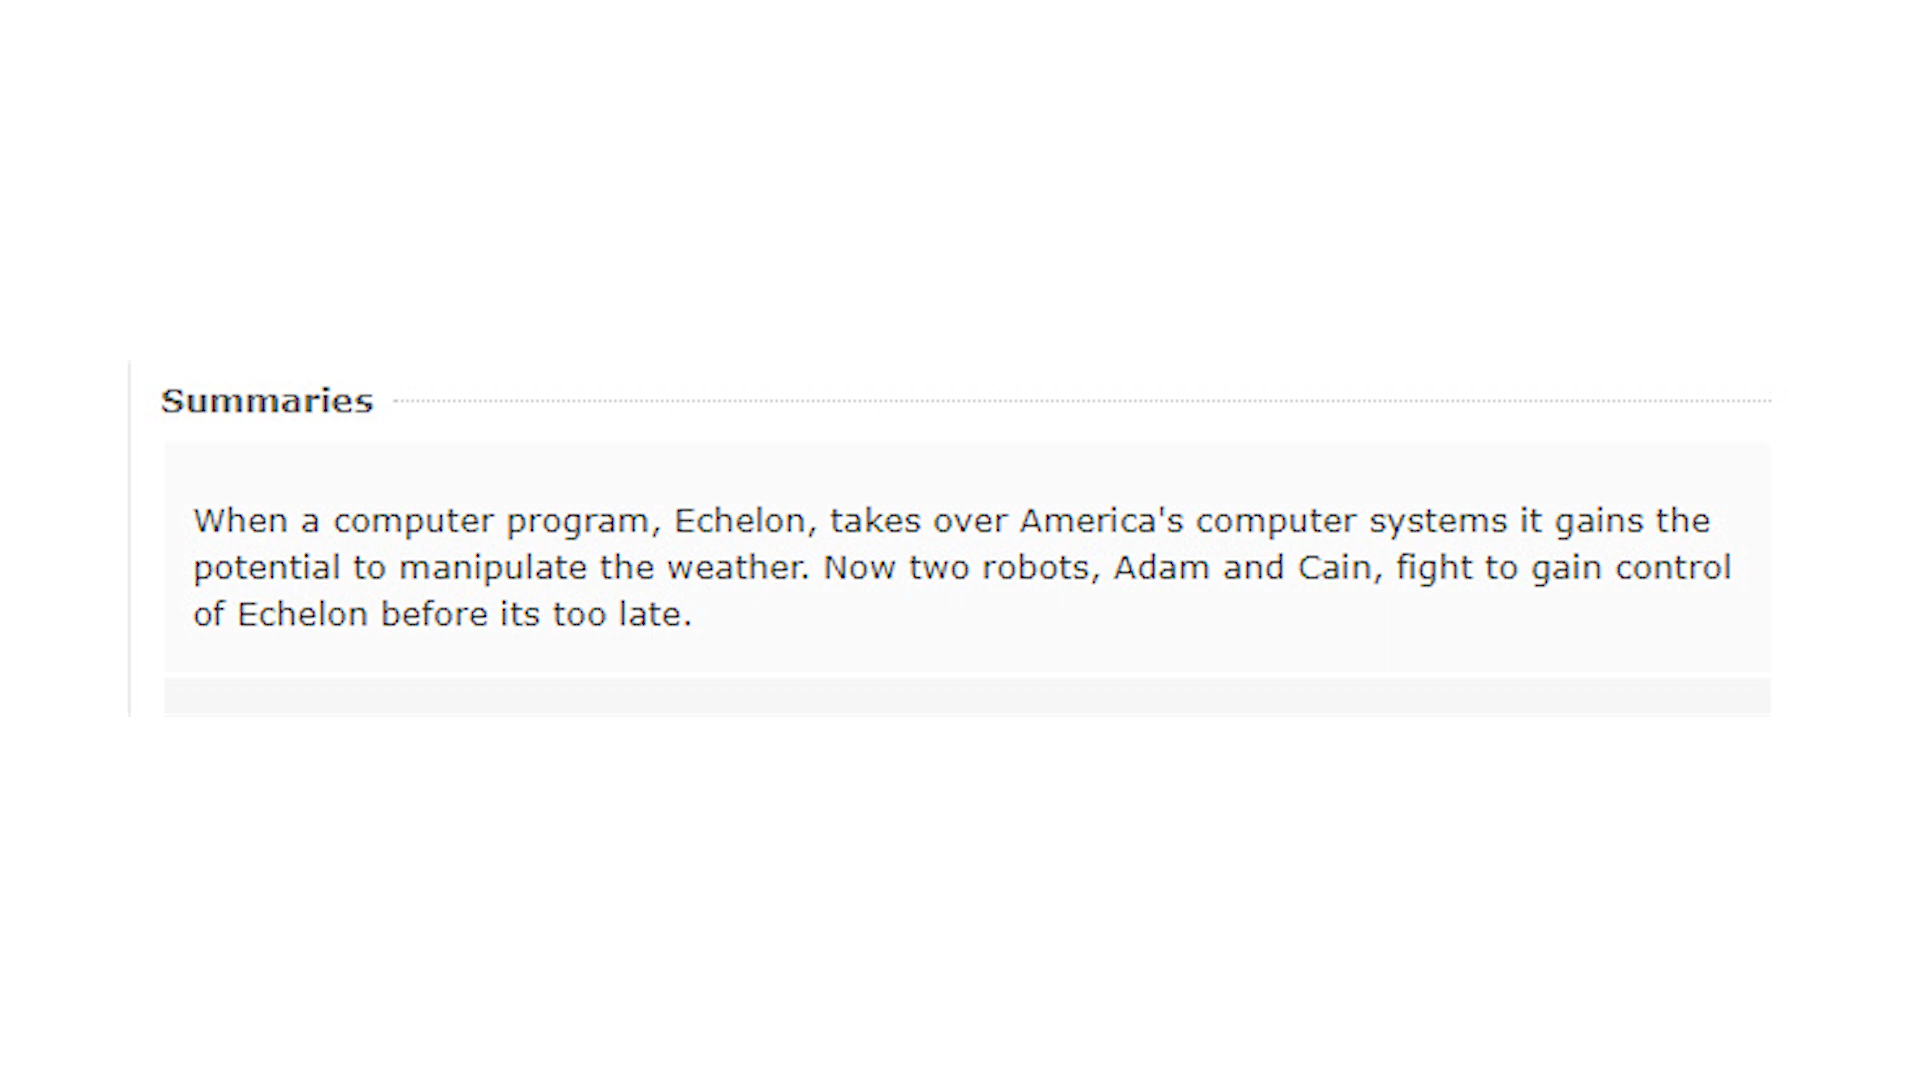 Summaries
When a computer program, Echelon, takes over America's computer systems it gains the
potential to manipulate the weather. Now two robots, Adam and Cain, fight to gain control
of Echelon before its too late.